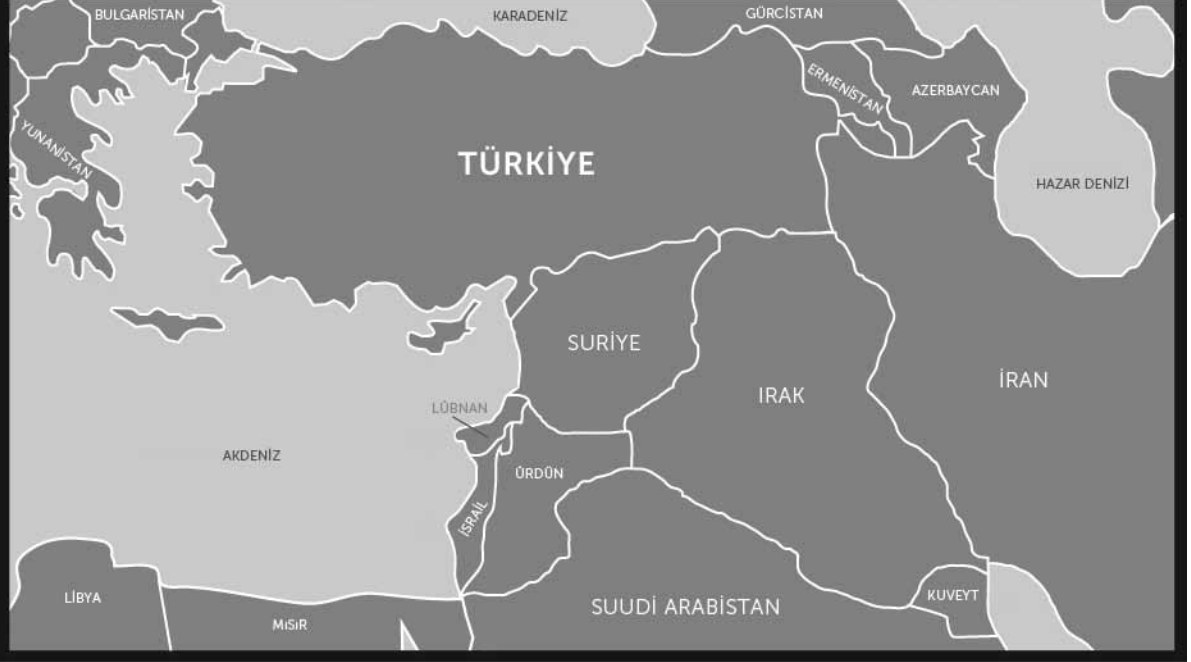 BULGARİSTAN
KARADENİZ
GÜRCİSTAN
ERMENİSTAN
AZERBAYCAN
YUNANİSTAN
TÜRKİYE
HAZAR DENİZİ
SURİYE
IRAK
İRAN
LÜBNAN
AKDENİZ
ÜRDÜN
İSRAİL
LİBYA
MıSıR
SUUDİ ARABİSTAN
KUVEYT